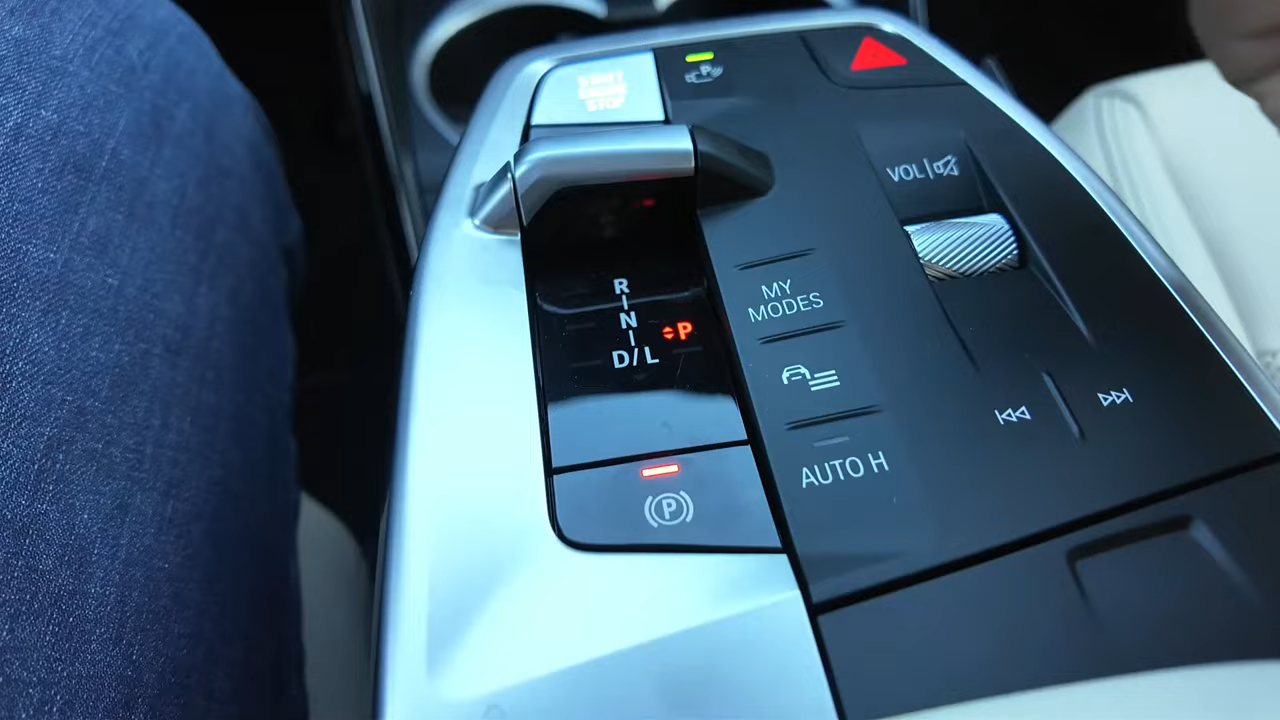 START
ENGINE
STOP
P
VOL
R
N
D/L
P
MY
MODES
AUTO H
P